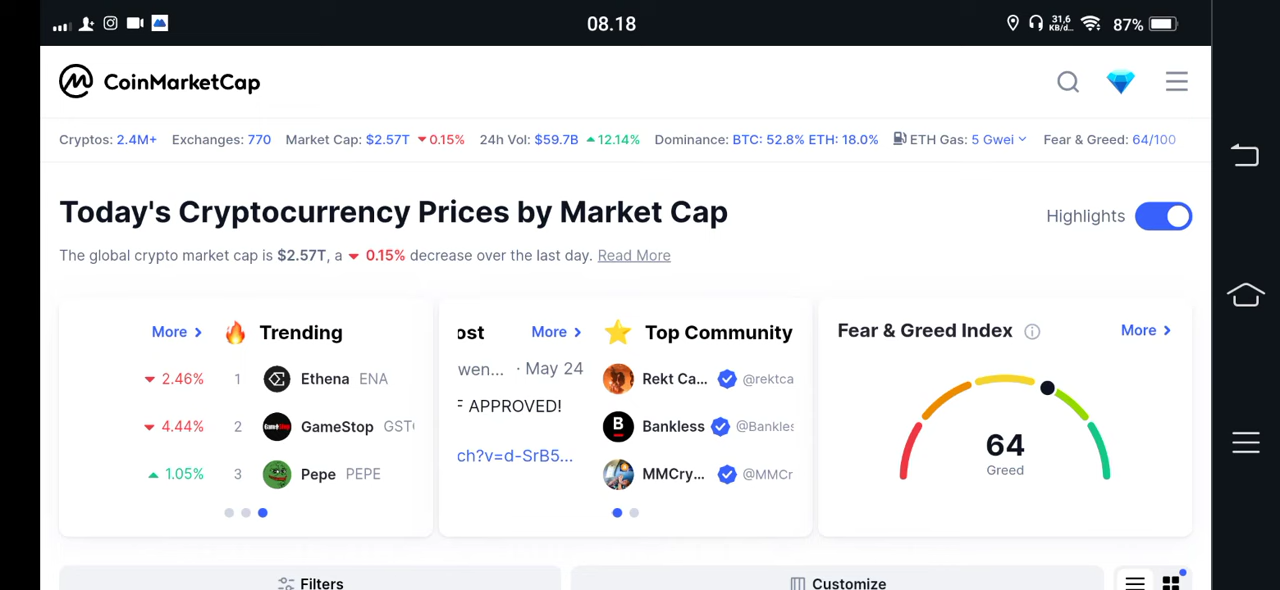 08.18
31,6
KB/d...
87%
CoinMarketCap
Cryptos: 2.4M+ Exchanges: 770 Market Cap: $2.57T 0.15% 24h Vol: $59.7B 12.14% Dominance: BTC: 52.8% ETH: 18.0% ETH Gas: 5 Gwei Fear & Greed: 64/100
Today's Cryptocurrency Prices by Market Cap
Highlights
The global crypto market cap is $2.57T, a 0.15% decrease over the last day. Read More
More
Trending
2.46% 1 Ethena ENA
4.44% 2 GameStop GST
1.05% 3 Pepe PEPE
ost More
wen... · May 24
F APPROVED!
ch?v=d-SrB5...
Top Community
Rekt Ca... @rektca
B Bankless @Bankles
MMCry... @MMCr
Fear & Greed Index More
64
Greed
Filters
Customize